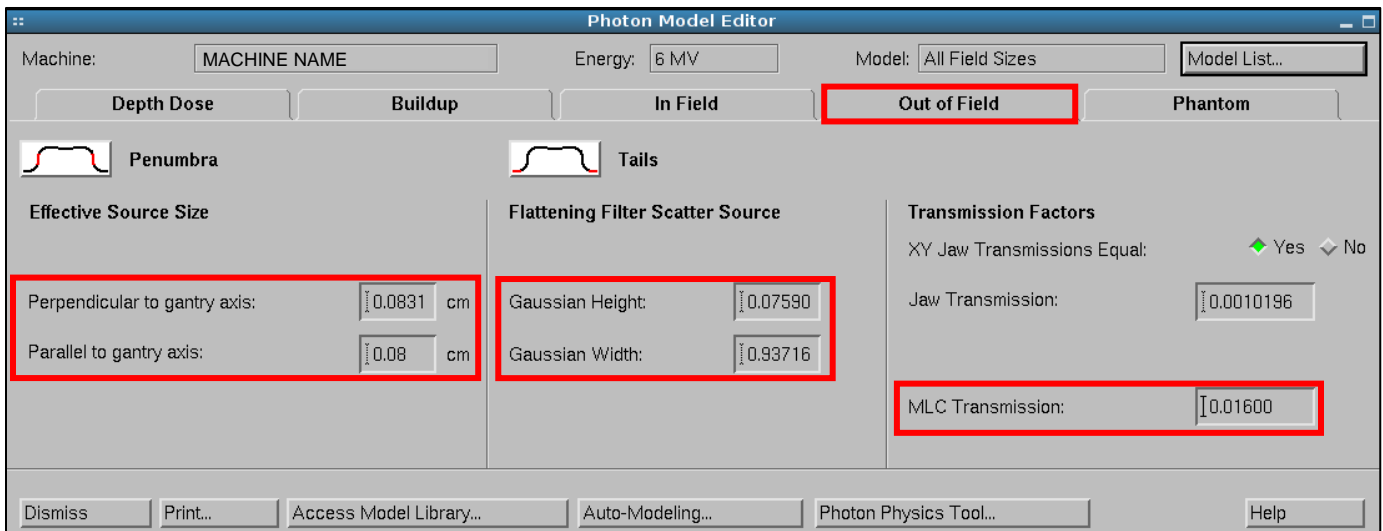 Photon Model Editor
Machine: MACHINE NAME Energy: 6 MV Model: All Field Sizes Model List...
Depth Dose Buildup In Field Out of Field Phantom
Penumbra Tails
Effective Source Size Flattening Filter Scatter Source Transmission Factors
XY Jaw Transmissions Equal: Yes No
Perpendicular to gantry axis: 0.0831 cm Gaussian Height: 0.07590 Jaw Transmission: 0.0010196
Parallel to gantry axis: 0.08 cm Gaussian Width: 0.93716
MLC Transmission: 0.01600
Dismiss Print... Access Model Library... Auto-Modeling... Photon Physics Tool... Help